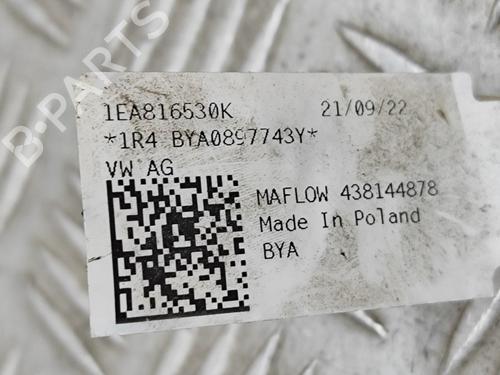 B-PARTS
1EA816530K 21/09/22
*1R4 BYA0897743Y*
VW AG
MAFLOW 438144878
Made In Poland
BYA